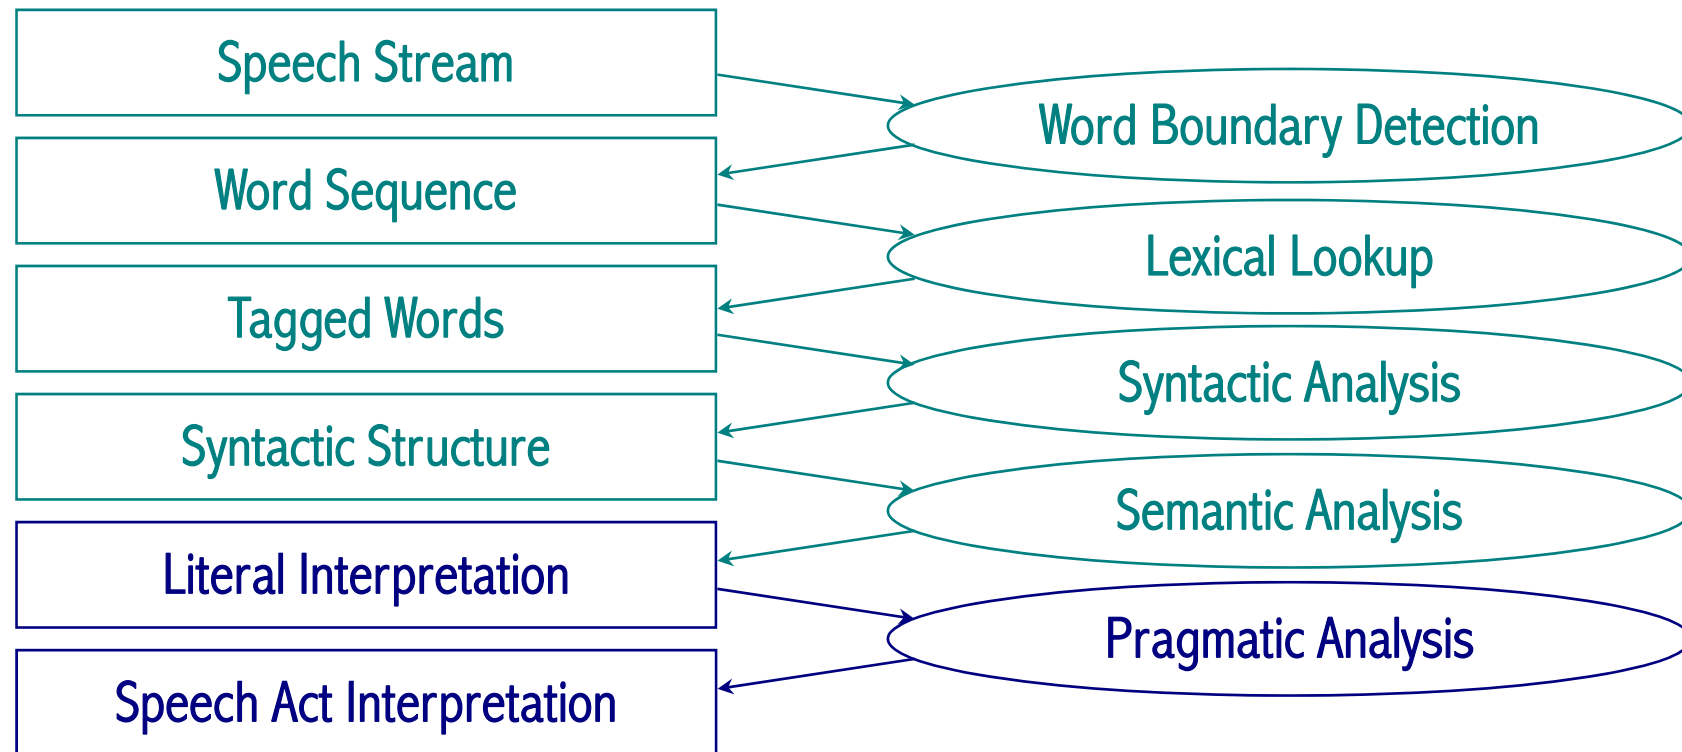 Speech Stream
Word Boundary Detection
Word Sequence
Lexical Lookup
Tagged Words
Syntactic Analysis
Syntactic Structure
Semantic Analysis
Literal Interpretation
Pragmatic Analysis
Speech Act Interpretation